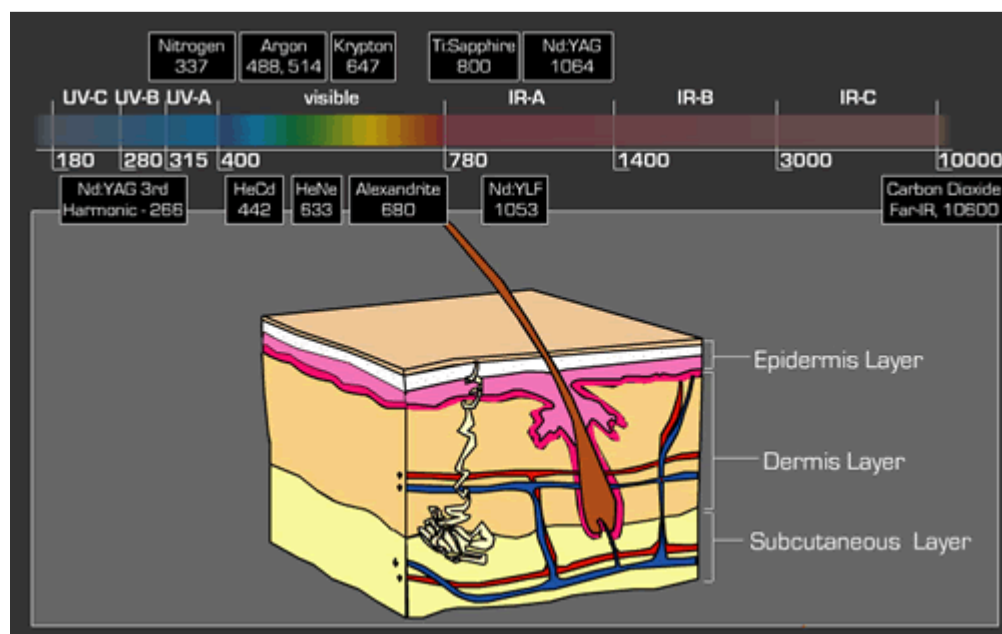 Nitrogen
337
Argon
488, 514
Krypton
647
Ti:Sapphire
800
Nd:YAG
1064
UV-C UV-B UV-A visible IR-A IR-B IR-C
180 280 315 400 780 1400 3000 10000
Nd:YAG 3rd
Harmonic - 266
HeCd
442
HeNe
633
Alexandrite
680
Nd:YLF
1053
Carbon Dioxide
Far-IR, 10600
Epidermis Layer
Dermis Layer
Subcutaneous Layer